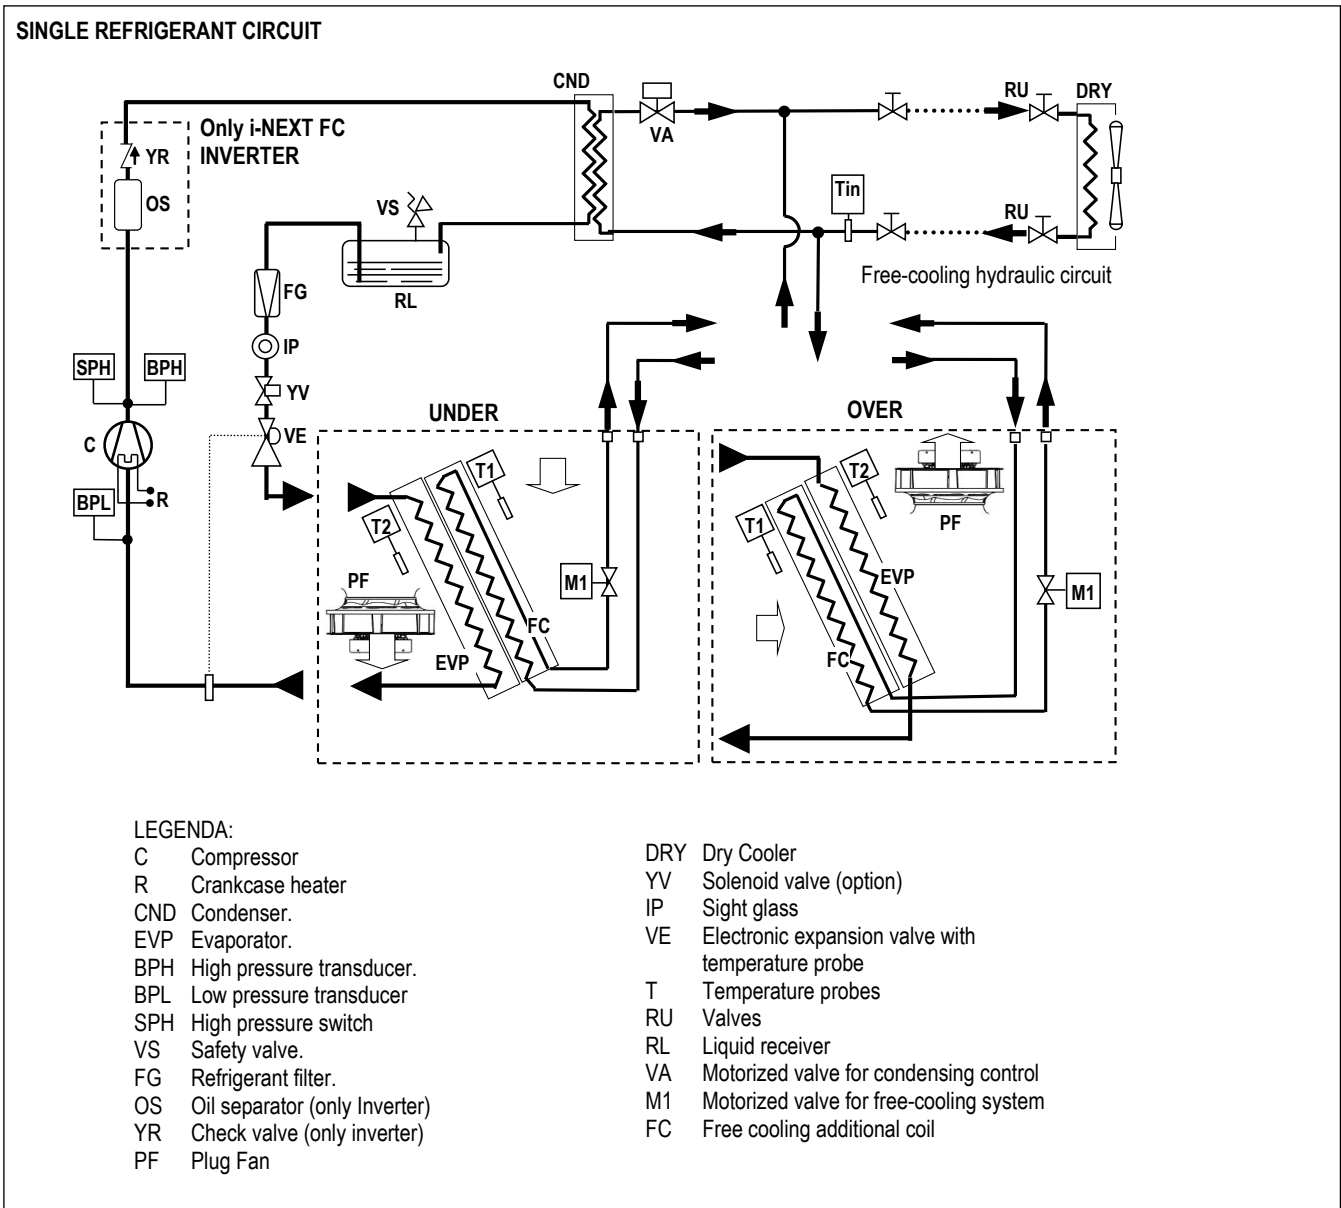 SINGLE REFRIGERANT CIRCUIT
CND
RU
DRY
Only i-NEXT FC
INVERTER
YR
VA
OS
VS
Tin
RU
FG
RL
Free-cooling hydraulic circuit
IP
SPH
BPH
YV
UNDER
OVER
C
VE
T1
T2
R
BPL
T2
T1
PF
PF
M1
EVP
M1
FC
EVP
FC
LEGENDA:
C Compressor
R Crankcase heater
CND Condenser.
EVP Evaporator.
BPH High pressure transducer.
BPL Low pressure transducer
SPH High pressure switch
VS Safety valve.
FG Refrigerant filter.
OS Oil separator (only Inverter)
YR Check valve (only inverter)
PF Plug Fan
DRY Dry Cooler
YV Solenoid valve (option)
IP Sight glass
VE Electronic expansion valve with
temperature probe
T Temperature probes
RU Valves
RL Liquid receiver
VA Motorized valve for condensing control
M1 Motorized valve for free-cooling system
FC Free cooling additional coil